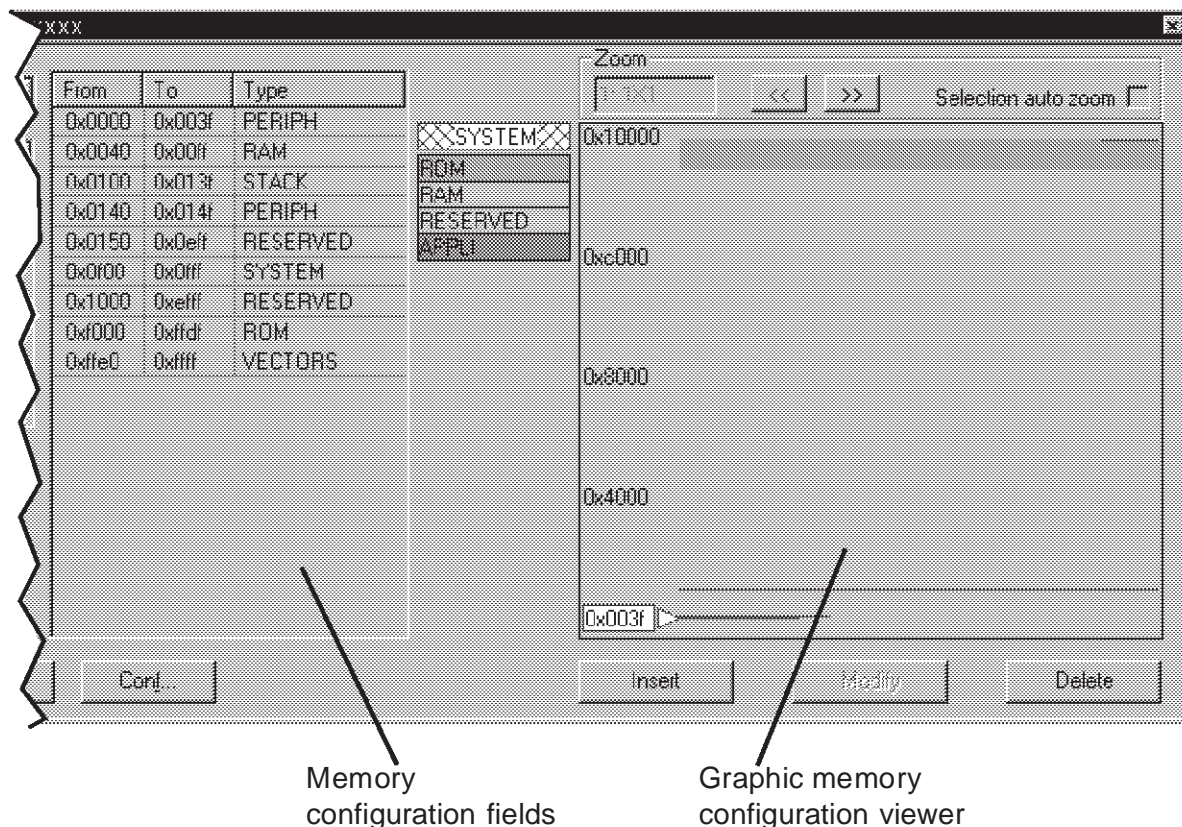 XXX
Zoom
<< >> Selection auto zoom
From To Type
0x0000 0x003f PERIPH
0x0040 0x00ff RAM
0x0100 0x013f STACK
0x0140 0x014f PERIPH
0x0150 0x0eff RESERVED
0x0f00 0x0fff SYSTEM
0x1000 0xefff RESERVED
0xf000 0xffdf ROM
0xffe0 0xffff VECTORS
SYSTEM
ROM
RAM
RESERVED
APPLI
0x10000
0xc000
0x8000
0x4000
0x003f
Conf...
Insert Modify Delete
Memory
configuration fields
Graphic memory
configuration viewer